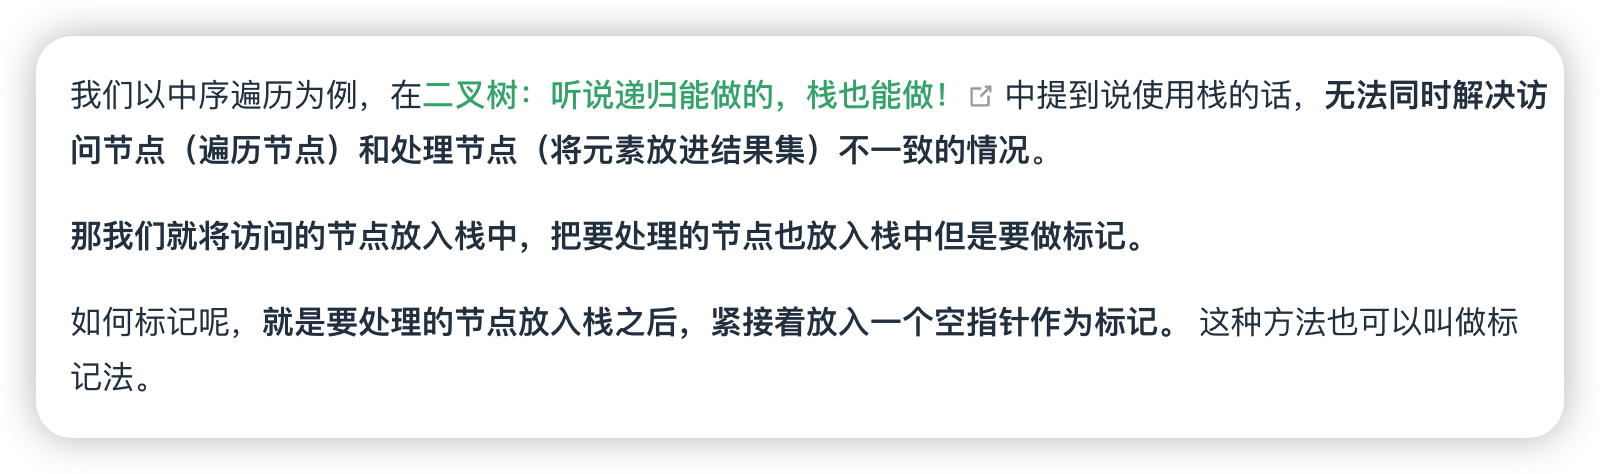 我们以中序遍历为例，在二叉树：听说递归能做的，栈也能做！ 中提到说使用栈的话，无法同时解决访
问节点（遍历节点）和处理节点（将元素放进结果集）不一致的情况。
那我们就将访问的节点放入栈中，把要处理的节点也放入栈中但是要做标记。
如何标记呢，就是要处理的节点放入栈之后，紧接着放入一个空指针作为标记。 这种方法也可以叫做标
记法。